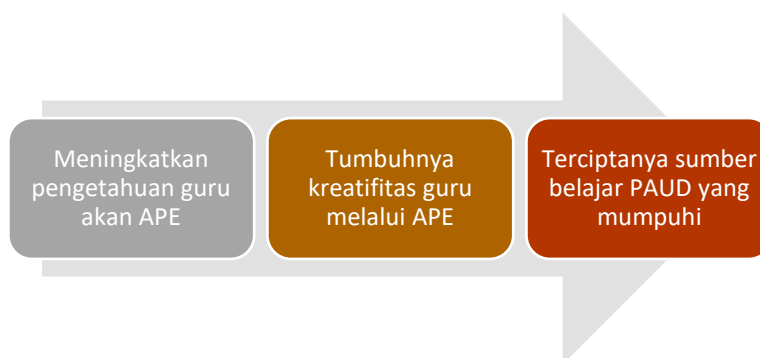 Meningkatkan
pengetahuan guru
akan APE
Tumbuhnya
kreatifitas guru
melalui APE
Terciptanya sumber
belajar PAUD yang
mumpuhi